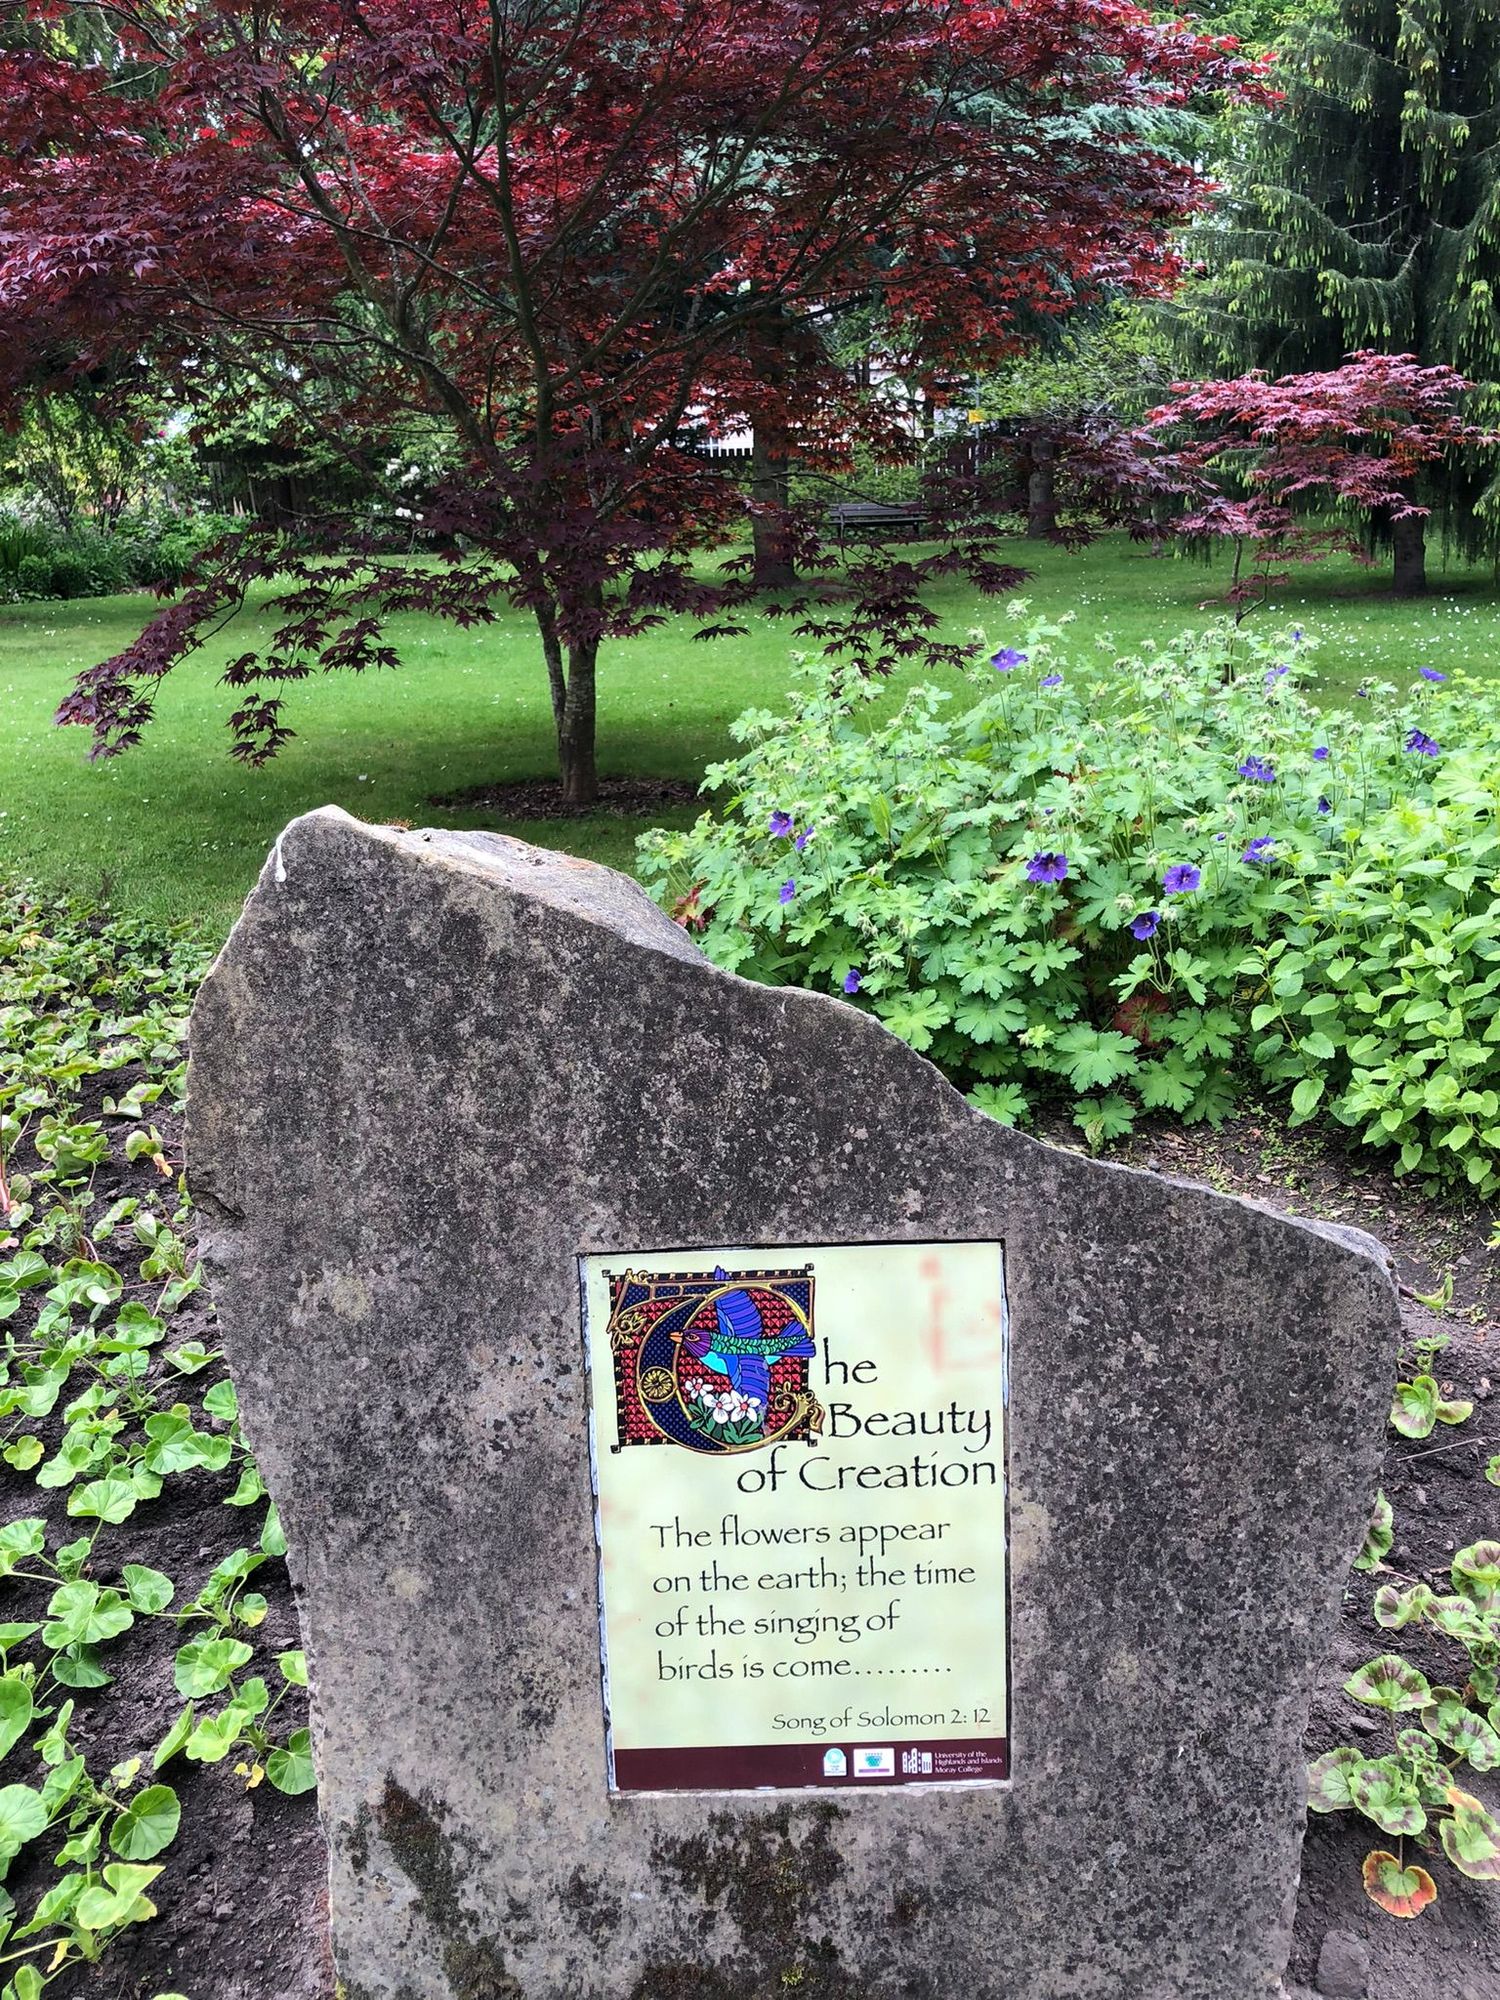 The
Beauty
of Creation
The flowers appear
on the earth; the time
of the singing of
birds is come.........
Song of Solomon 2: 12
University of the
Highlands and Islands
Moray College